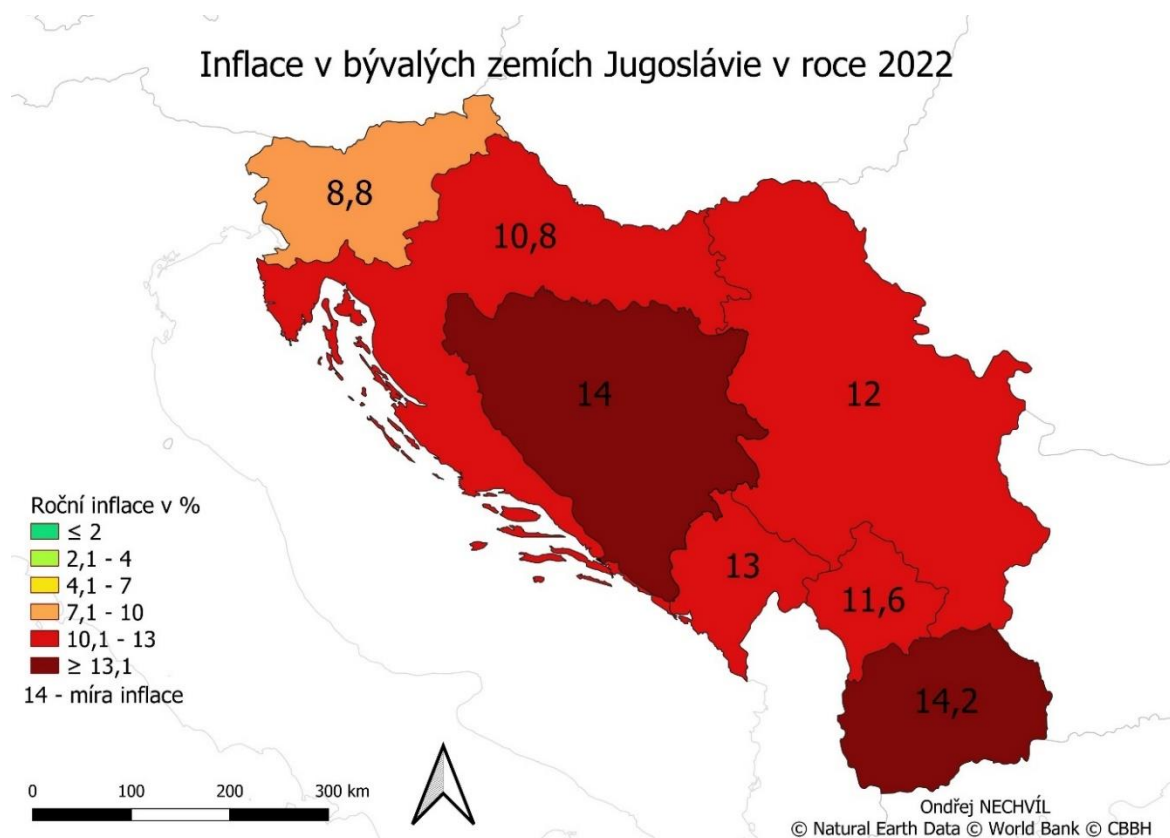 Inflace v bývalých zemích Jugoslávie v roce 2022
8,8
10,8
14
12
13
11,6
14,2
Roční inflace v %
≤ 2
2,1 - 4
4,1 - 7
7,1 - 10
10,1 - 13
≥ 13,1
14 - míra inflace
0 100 200 300 km
Ondřej NECHVÍL
© Natural Earth Data © World Bank © CBBH